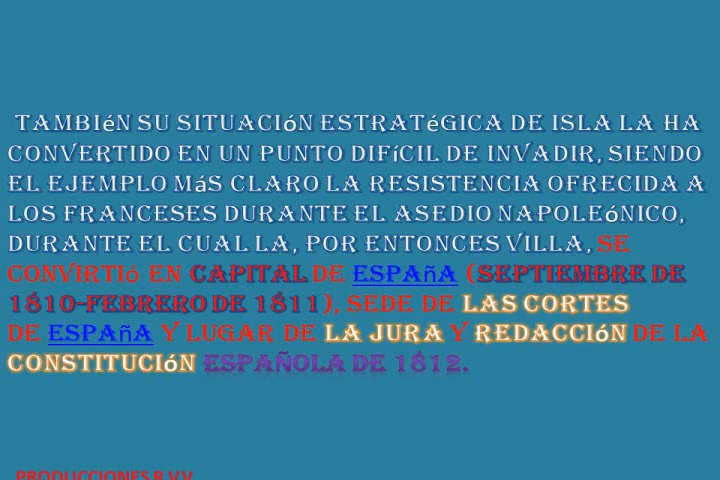 TAMBIéN SU SITUACIóN ESTRATéGICA DE ISLA LA HA
CONVERTIDO EN UN PUNTO DIFíCIL DE INVADIR, SIENDO
EL EJEMPLO MáS CLARO LA RESISTENCIA OFRECIDA A
LOS FRANCESES DURANTE EL ASEDIO NAPOLEóNICO,
DURANTE EL CUAL LA, POR ENTONCES VILLA, SE
CONVIRTIó EN CAPITAL DE ESPAñA (SEPTIEMBRE DE
1810-FEBRERO DE 1811), SEDE DE LAS CORTES
DE ESPAñA Y LUGAR DE LA JURA Y REDACCIóN DE LA
CONSTITUCIóN ESPAÑOLA DE 1812.
PRODUCCIONES R.V.V